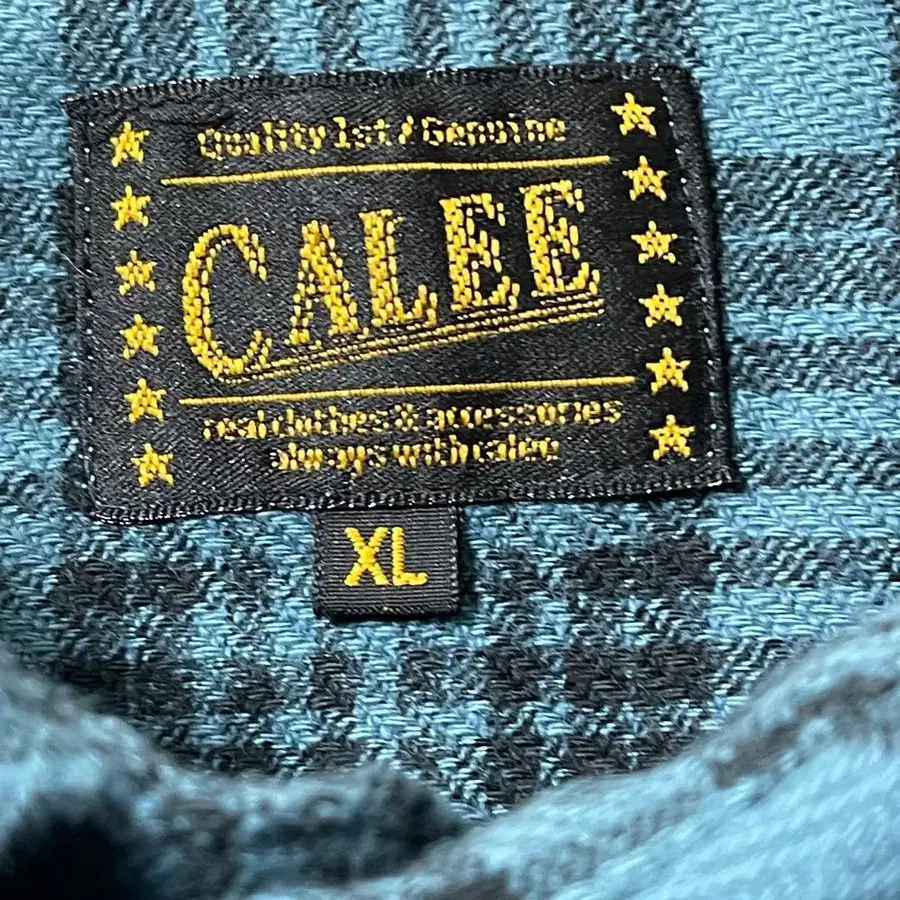 Quality 1st/Genuine
CALEE
real clothes & accessories
always with calee
XL